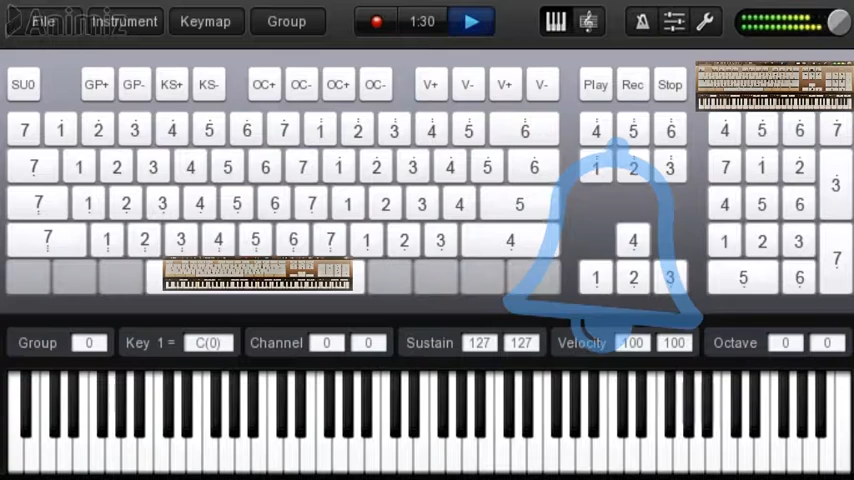 Animiz
File Instrument Keymap Group 1:30
SU0 GP+ GP- KS+ KS- OC+ OC- OC+ OC- V+ V- V+ V- Play Rec Stop
7 1 2 3 4 5 6 7 1 2 3 4 5 6 4 5 6 4 5 6 7
7 1 2 3 4 5 6 7 1 2 3 4 5 6 1 2 3 7 1 2 3
7 1 2 3 4 5 6 7 1 2 3 4 5 4 5 6
7 1 2 3 4 5 6 7 1 2 3 4 4 1 2 3 7
1 2 3 5 6
Group 0 Key 1 = C(0) Channel 0 0 Sustain 127 127 Velocity 100 100 Octave 0 0